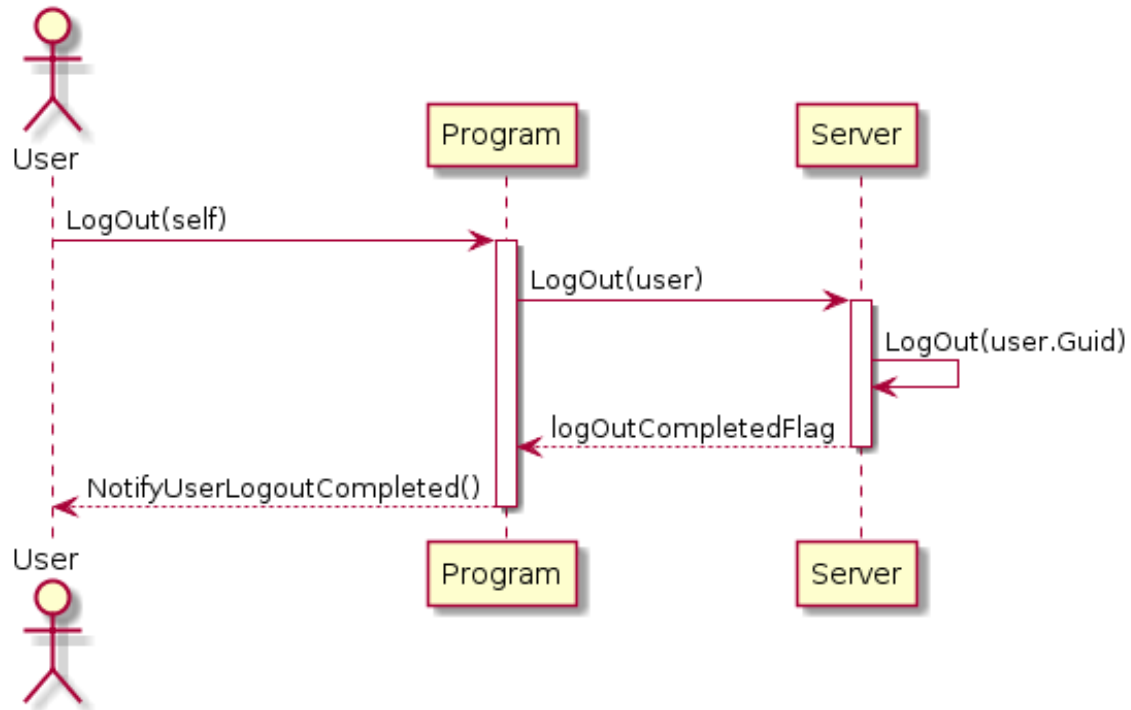 User
Program
Server
LogOut(self)
LogOut(user)
LogOut(user.Guid)
logOutCompletedFlag
NotifyUserLogoutCompleted()
User
Program
Server